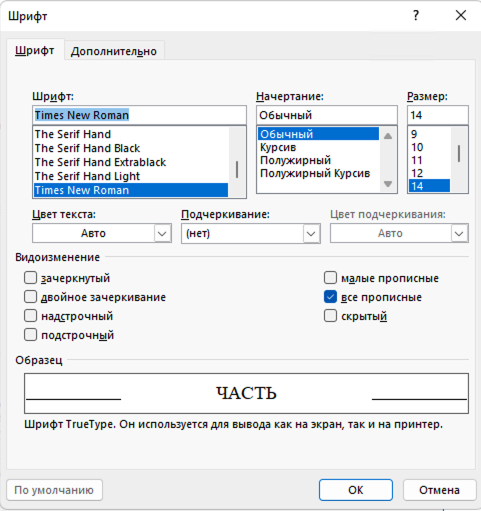 Шрифт ? ×
Шрифт Дополнительно
Шрифт: Начертание: Размер:
Times New Roman Обычный 14
The Serif Hand Обычный 9
The Serif Hand Black Курсив 10
The Serif Hand Extrablack Полужирный 11
The Serif Hand Light Полужирный Курсив 12
Times New Roman 14
Цвет текста: Подчеркивание: Цвет подчеркивания:
Авто (нет) Авто
Видоизменение
зачеркнутый малые прописные
двойное зачеркивание все прописные
надстрочный скрытый
подстрочный
Образец
ЧАСТЬ
Шрифт TrueType. Он используется для вывода как на экран, так и на принтер.
По умолчанию ОК Отмена